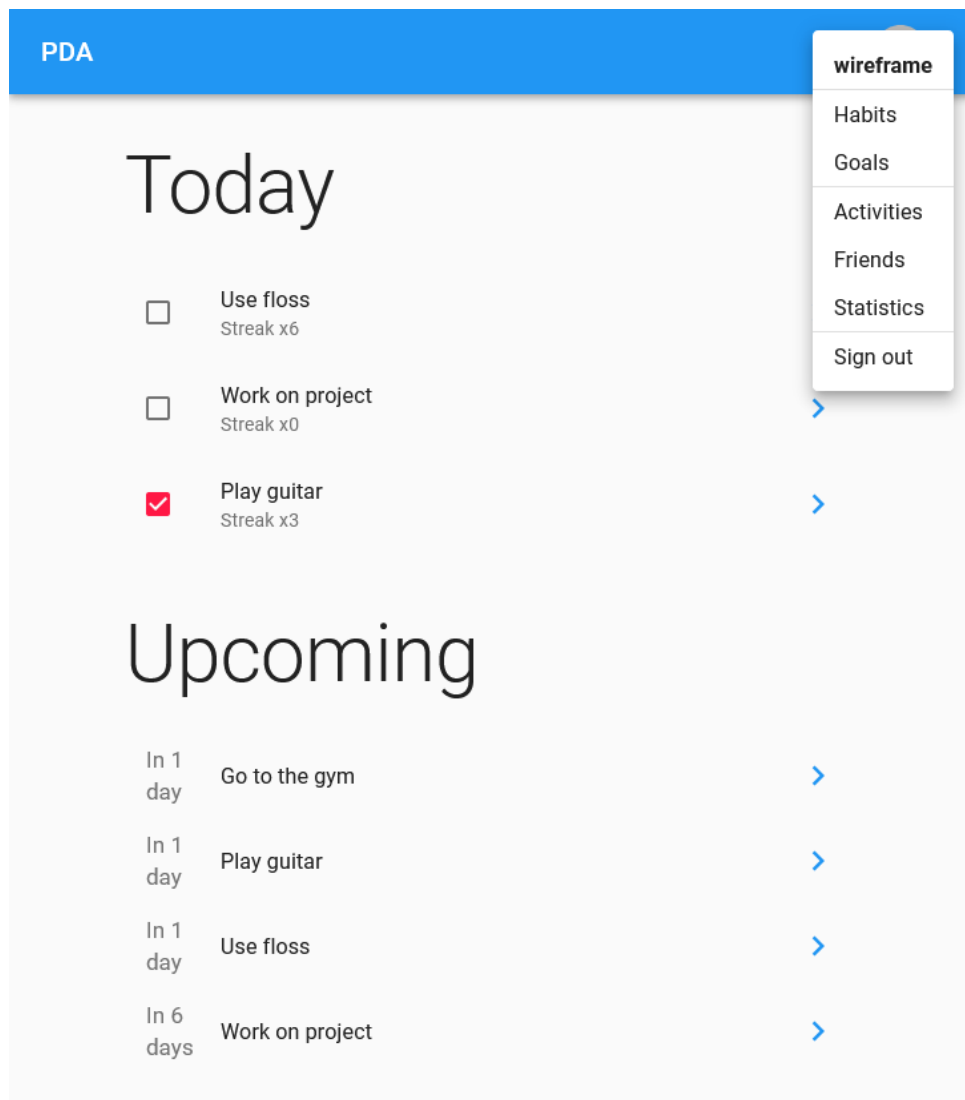 PDA
wireframe
Habits
Goals
Activities
Friends
Statistics
Sign out
Today
Use floss
Streak x6
Work on project
Streak x0
Play guitar
Streak x3
Upcoming
In 1
day
Go to the gym
In 1
day
Play guitar
In 1
day
Use floss
In 6
days
Work on project